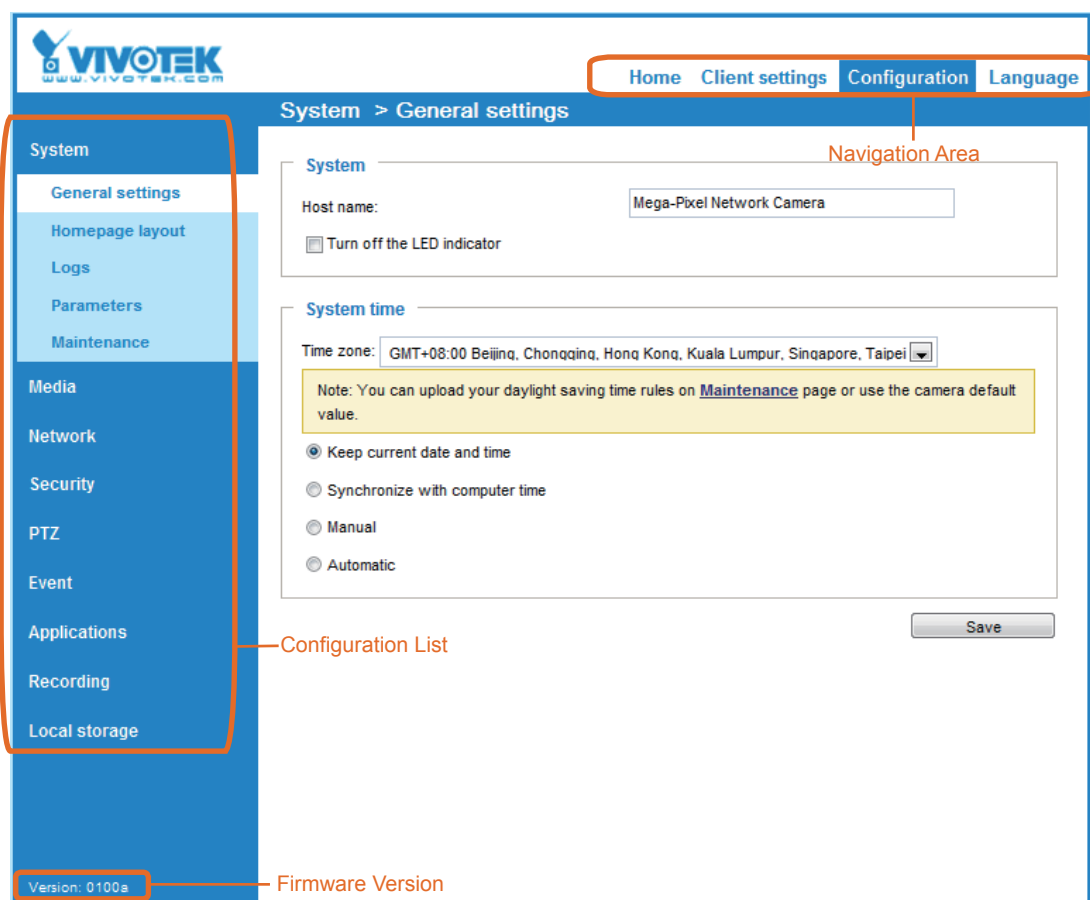 VIVOTEK
www.vivotek.com
Home Client settings Configuration Language
System > General settings
Navigation Area
System
General settings
Homepage layout
Logs
Parameters
Maintenance
Media
Network
Security
PTZ
Event
Applications
Recording
Local storage
Configuration List
Version: 0100a
Firmware Version
System
Host name: Mega-Pixel Network Camera
Turn off the LED indicator
System time
Time zone: GMT+08:00 Beijing, Chongqing, Hong Kong, Kuala Lumpur, Singapore, Taipei
Note: You can upload your daylight saving time rules on Maintenance page or use the camera default
value.
Keep current date and time
Synchronize with computer time
Manual
Automatic
Save